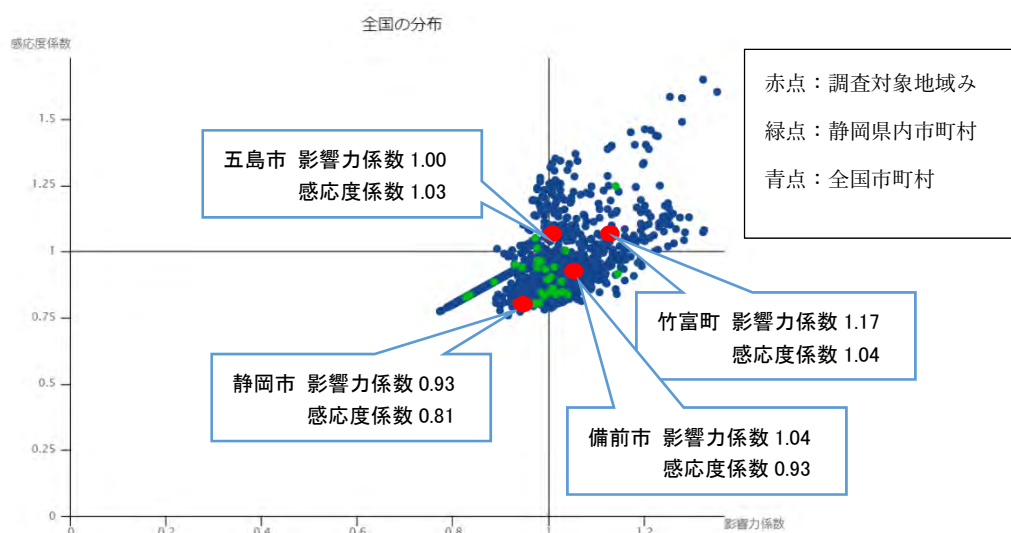 全国の分布
感応度係数
赤点：調査対象地域み
緑点：静岡県内市町村
青点：全国市町村
1.5
1.25
1
0.75
0.5
0.25
0
五島市 影響力係数 1.00
感応度係数 1.03
竹富町 影響力係数 1.17
感応度係数 1.04
静岡市 影響力係数 0.93
感応度係数 0.81
備前市 影響力係数 1.04
感応度係数 0.93
0 0.2 0.4 0.6 0.8 1 1.2
影響力係数